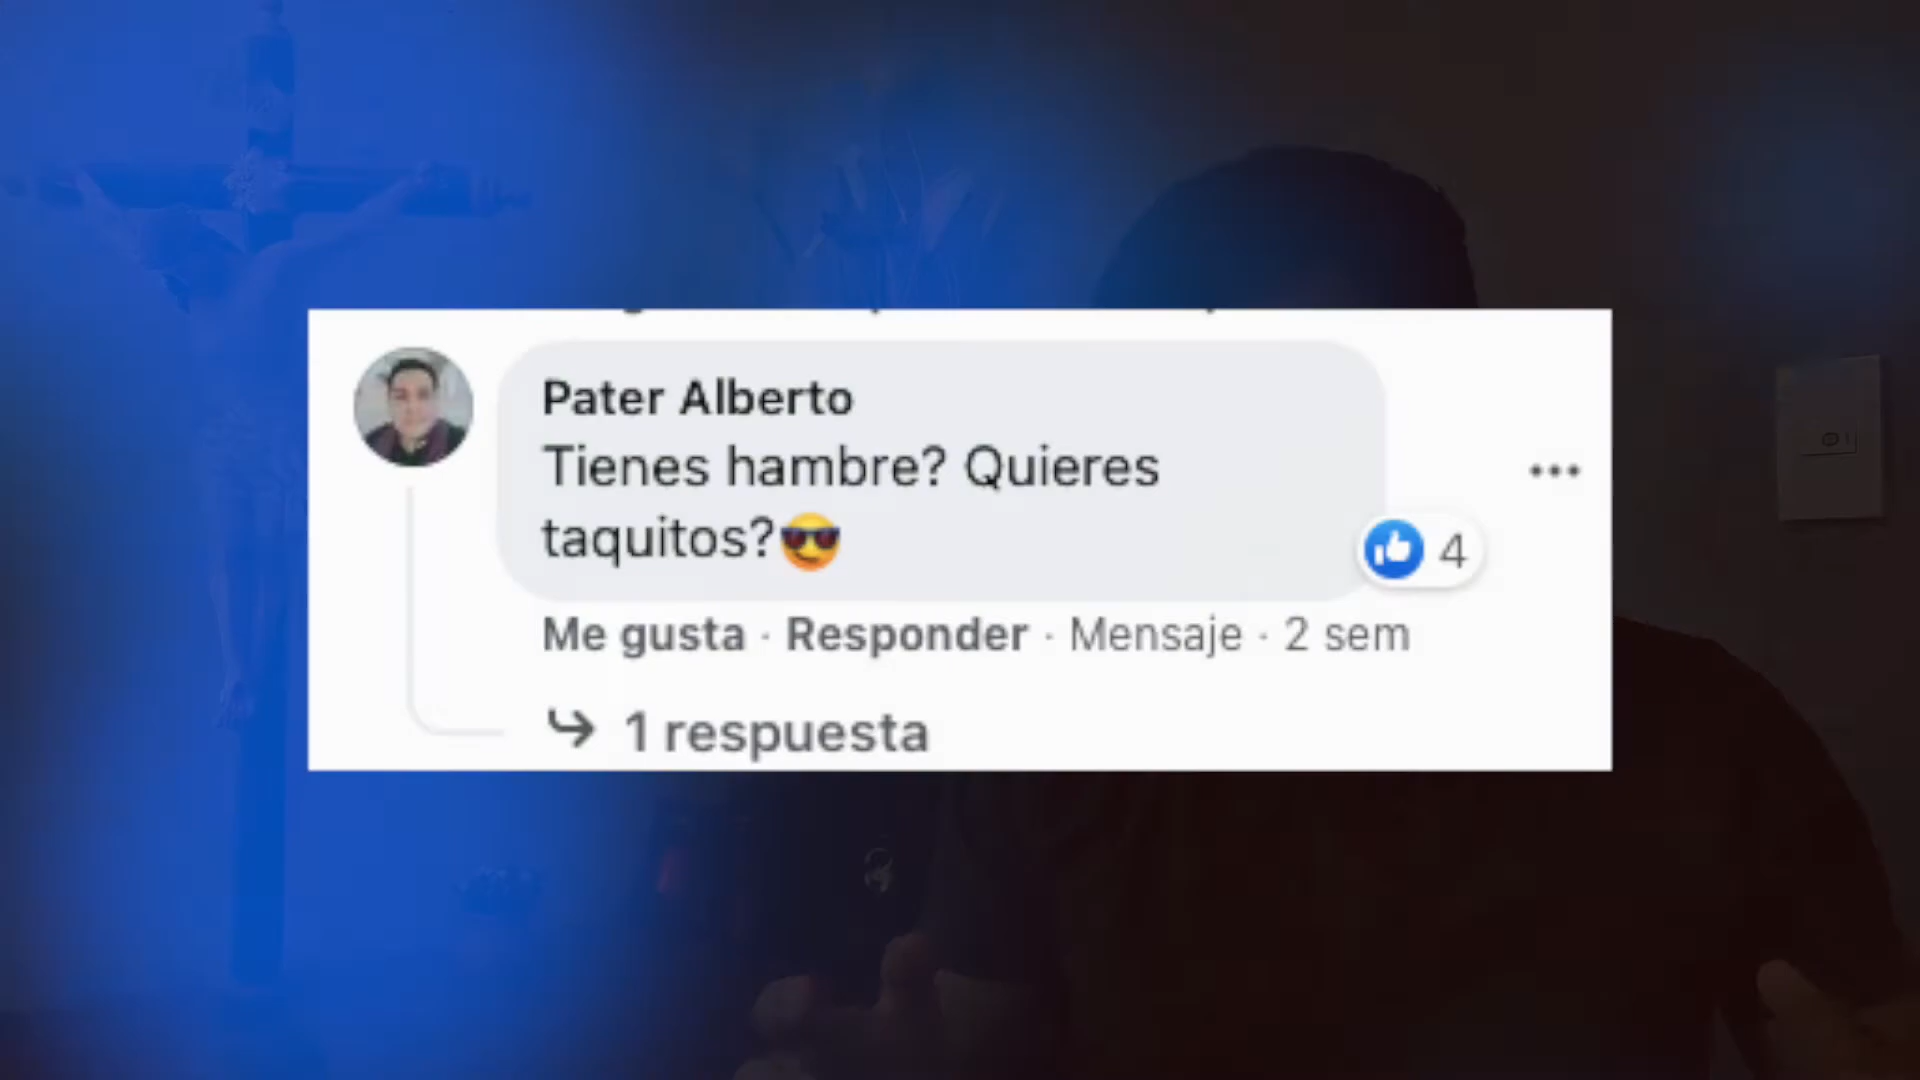 Pater Alberto
Tienes hambre? Quieres
taquitos?😎
4
Me gusta · Responder · Mensaje · 2 sem
1 respuesta